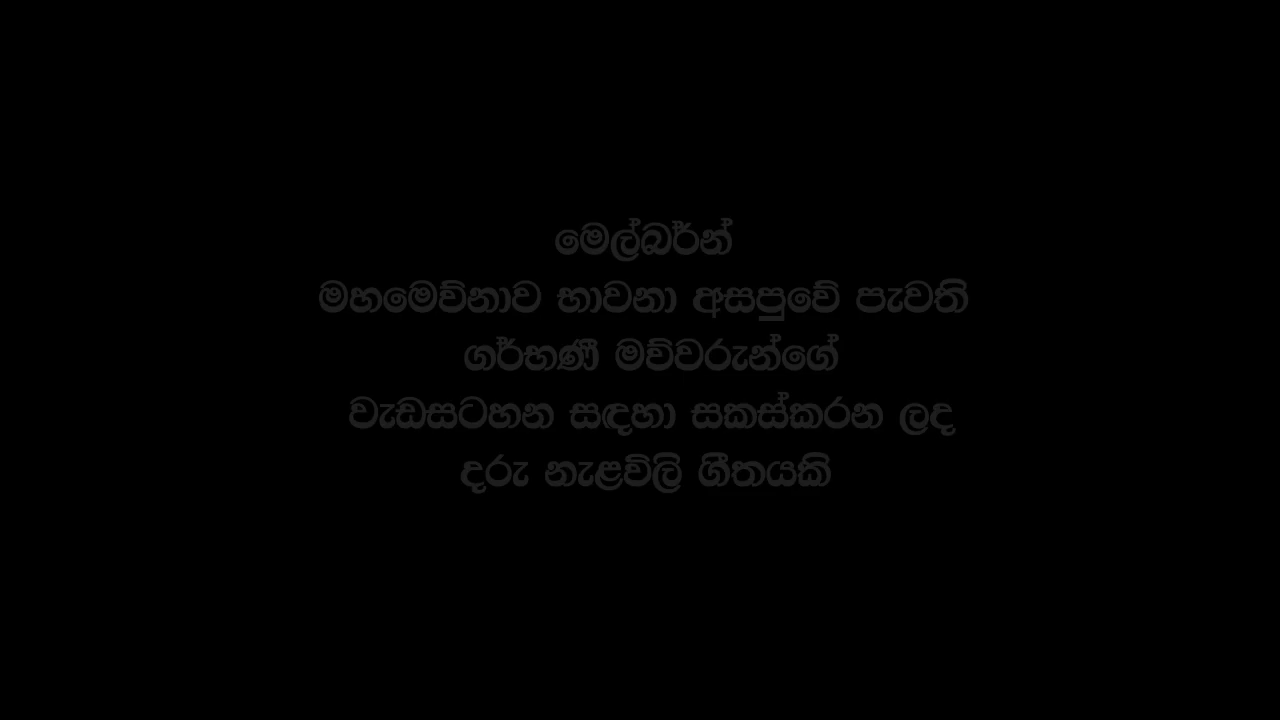 මෙල්බර්න්
මහමෙව්නාව භාවනා අසපුවේ පැවති
ගර්භණී මව්වරුන්ගේ
වැඩසටහන සඳහා සකස්කරන ලද
දරු නැළවිලි ගීතයකි